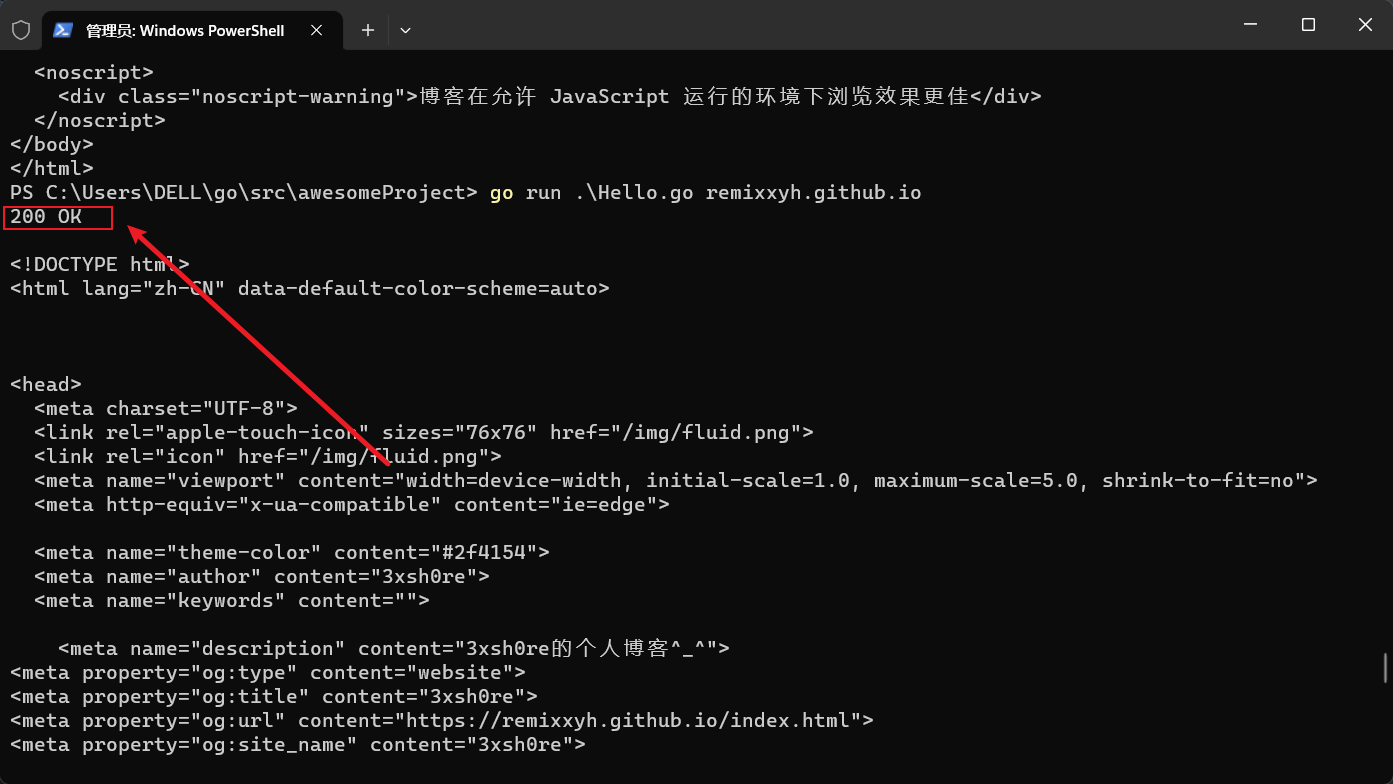 管理员: Windows PowerShell
<noscript>
<div class="noscript-warning">博客在允许 JavaScript 运行的环境下浏览效果更佳</div>
</noscript>
</body>
</html>
PS C:\Users\DELL\go\src\awesomeProject> go run .\Hello.go remixxyh.github.io
200 OK
<!DOCTYPE html>
<html lang="zh-CN" data-default-color-scheme=auto>
<head>
<meta charset="UTF-8">
<link rel="apple-touch-icon" sizes="76x76" href="/img/fluid.png">
<link rel="icon" href="/img/fluid.png">
<meta name="viewport" content="width=device-width, initial-scale=1.0, maximum-scale=5.0, shrink-to-fit=no">
<meta http-equiv="x-ua-compatible" content="ie=edge">
<meta name="theme-color" content="#2f4154">
<meta name="author" content="3xsh0re">
<meta name="keywords" content="">
<meta name="description" content="3xsh0re的个人博客^_^">
<meta property="og:type" content="website">
<meta property="og:title" content="3xsh0re">
<meta property="og:url" content="https://remixxyh.github.io/index.html">
<meta property="og:site_name" content="3xsh0re">